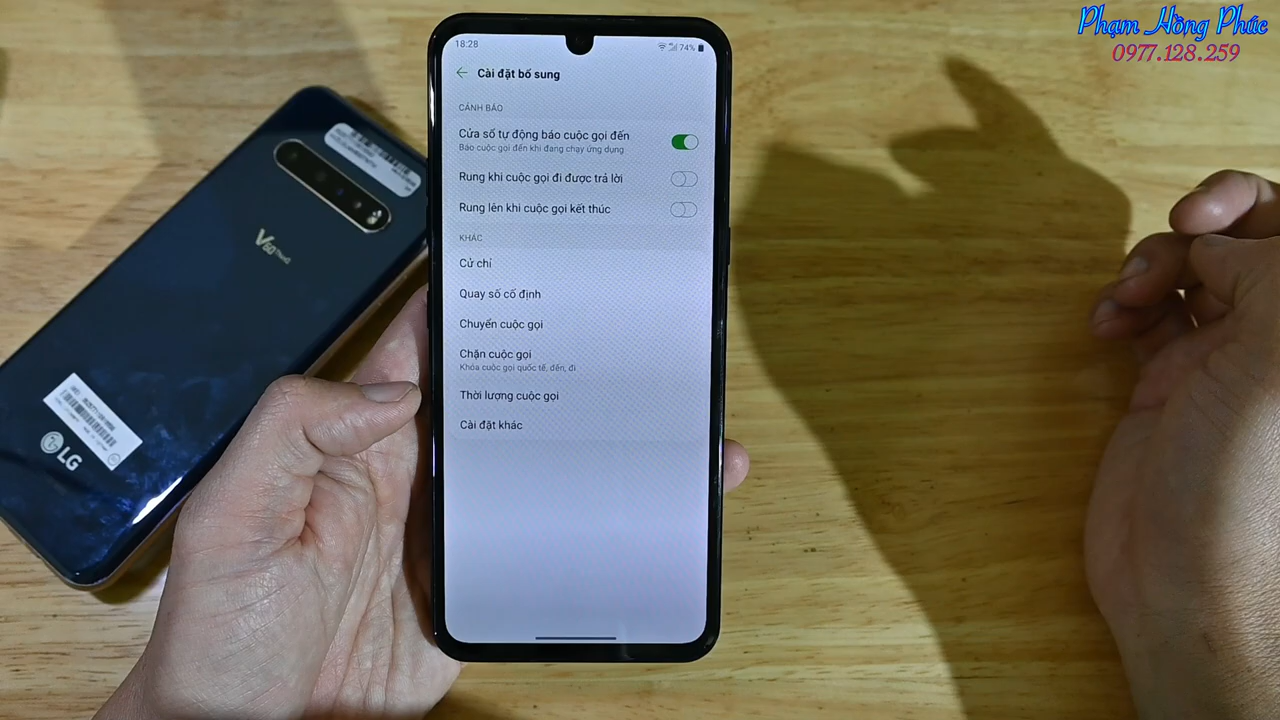 Phạm Hồng Phúc
0977.128.259
18:28
74%
Cài đặt bổ sung
CẢNH BÁO
Cửa sổ tự động báo cuộc gọi đến
Báo cuộc gọi đến khi đang chạy ứng dụng
Rung khi cuộc gọi đi được trả lời
Rung lên khi cuộc gọi kết thúc
KHÁC
Cử chỉ
Quay số cố định
Chuyển cuộc gọi
Chặn cuộc gọi
Khóa cuộc gọi quốc tế, đến, đi
Thời lượng cuộc gọi
Cài đặt khác
V60 ThinQ
LG